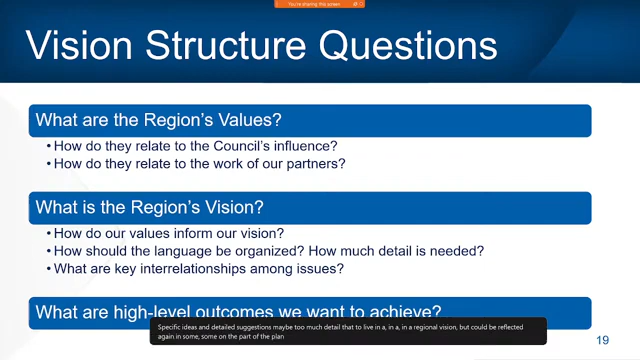 You're sharing this screen
Vision Structure Questions
What are the Region's Values?
• How do they relate to the Council's influence?
• How do they relate to the work of our partners?
What is the Region's Vision?
• How do our values inform our vision?
• How should the language be organized? How much detail is needed?
• What are key interrelationships among issues?
What are high-level outcomes we want to achieve?
Specific ideas and detailed suggestions maybe too much detail that to live in a, in a, in a regional vision, but could be reflected
again in some, some on the part of the plan
19